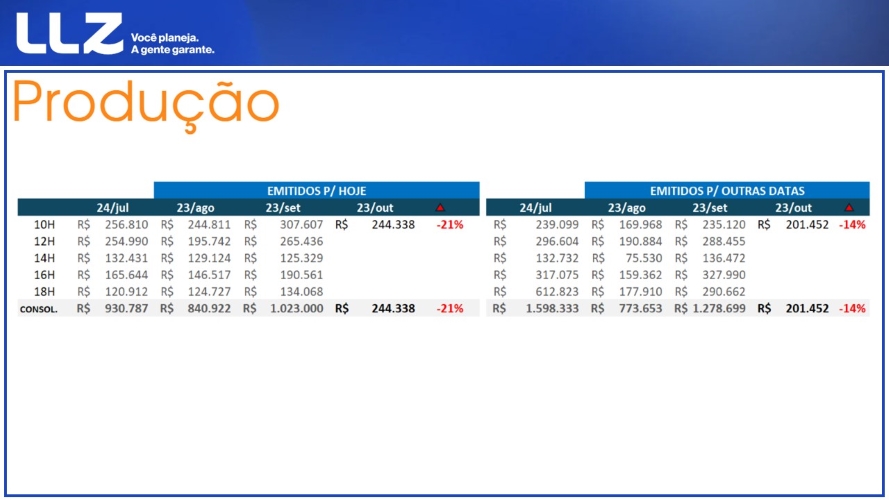 LLZ
Você planeja.
A gente garante.
Produção
EMITIDOS P/ HOJE EMITIDOS P/ OUTRAS DATAS
24/jul 23/ago 23/set 23/out 24/jul 23/ago 23/set 23/out
10H R$ 256.810 R$ 244.811 R$ 307.607 R$ 244.338 -21% R$ 239.099 R$ 169.968 R$ 235.120 R$ 201.452 -14%
12H R$ 254.990 R$ 195.742 R$ 265.436 R$ 296.604 R$ 190.884 R$ 288.455
14H R$ 132.431 R$ 129.124 R$ 125.329 R$ 132.732 R$ 75.530 R$ 136.472
16H R$ 165.644 R$ 146.517 R$ 190.561 R$ 317.075 R$ 159.362 R$ 327.990
18H R$ 120.912 R$ 124.727 R$ 134.068 R$ 612.823 R$ 177.910 R$ 290.662
CONSOL. R$ 930.787 R$ 840.922 R$ 1.023.000 R$ 244.338 -21% R$ 1.598.333 R$ 773.653 R$ 1.278.699 R$ 201.452 -14%